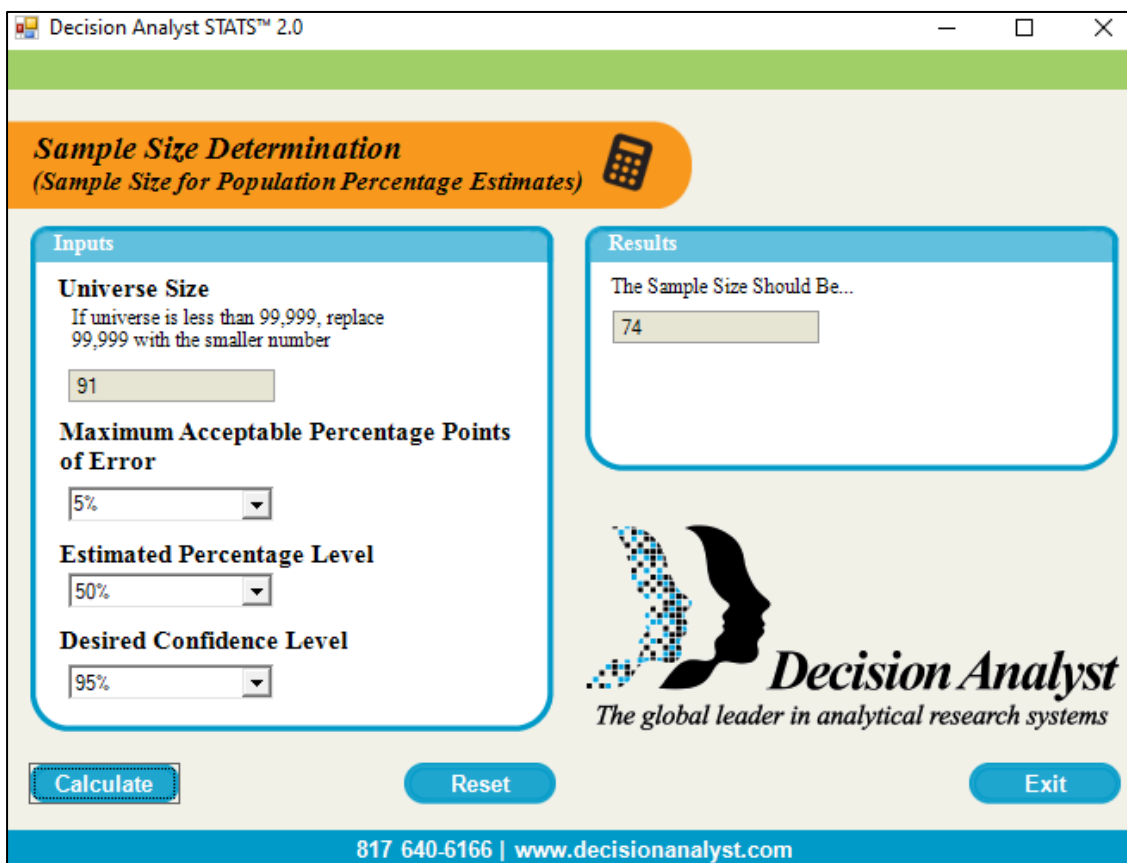 Decision Analyst STATS™ 2.0
Sample Size Determination
(Sample Size for Population Percentage Estimates)
Inputs
Universe Size
If universe is less than 99,999, replace
99,999 with the smaller number
91
Maximum Acceptable Percentage Points
of Error
5%
Estimated Percentage Level
50%
Desired Confidence Level
95%
Results
The Sample Size Should Be...
74
Decision Analyst
The global leader in analytical research systems
Calculate
Reset
Exit
817 640-6166 | www.decisionanalyst.com